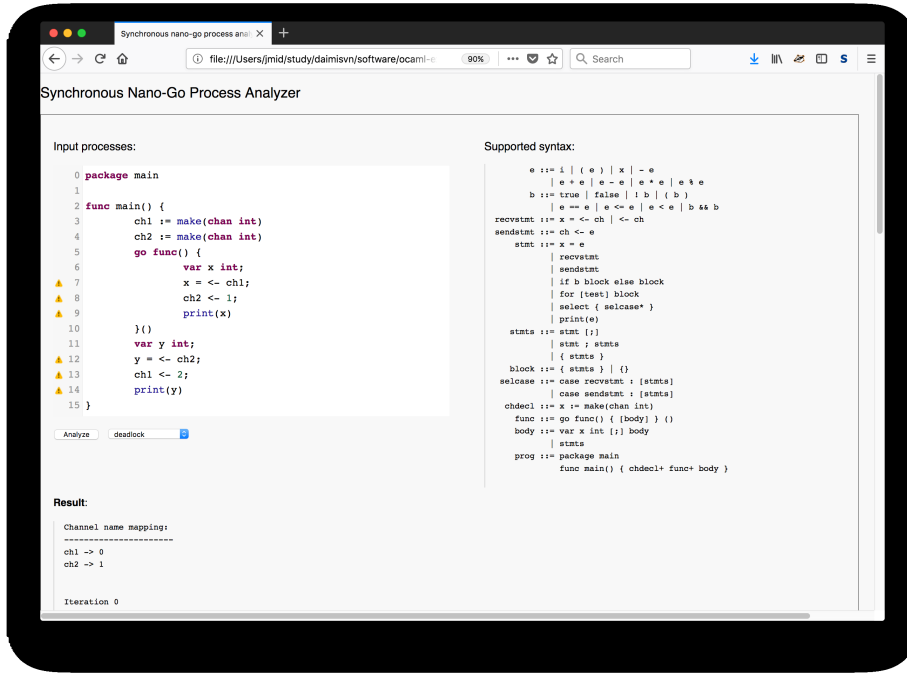 Synchronous nano-go process anal
file:///Users/jmid/study/daimisvn/software/ocaml-e
90%
Search
S
Synchronous Nano-Go Process Analyzer
Input processes:
0 package main
1
2 func main() {
3 ch1 := make(chan int)
4 ch2 := make(chan int)
5 go func() {
6 var x int;
7 x = <- ch1;
8 ch2 <- 1;
9 print(x)
10 }()
11 var y int;
12 y = <- ch2;
13 ch1 <- 2;
14 print(y)
15 }
Analyze
deadlock
Supported syntax:
e ::= i | ( e ) | x | - e
| e + e | e - e | e * e | e % e
b ::= true | false | ! b | ( b )
| e == e | e <= e | e < e | b && b
recvstmt ::= x = <- ch | <- ch
sendstmt ::= ch <- e
stmt ::= x = e
| recvstmt
| sendstmt
| if b block else block
| for [test] block
| select { selcase* }
| print(e)
stmts ::= stmt [;]
| stmt ; stmts
| { stmts }
block ::= { stmts } | {}
selcase ::= case recvstmt : [stmts]
| case sendstmt : [stmts]
chdecl ::= x := make(chan int)
func ::= go func() { [body] } ()
body ::= var x int [;] body
| stmts
prog ::= package main
func main() { chdecl+ func+ body }
Result:
Channel name mapping:
----------------------
ch1 -> 0
ch2 -> 1
Iteration 0